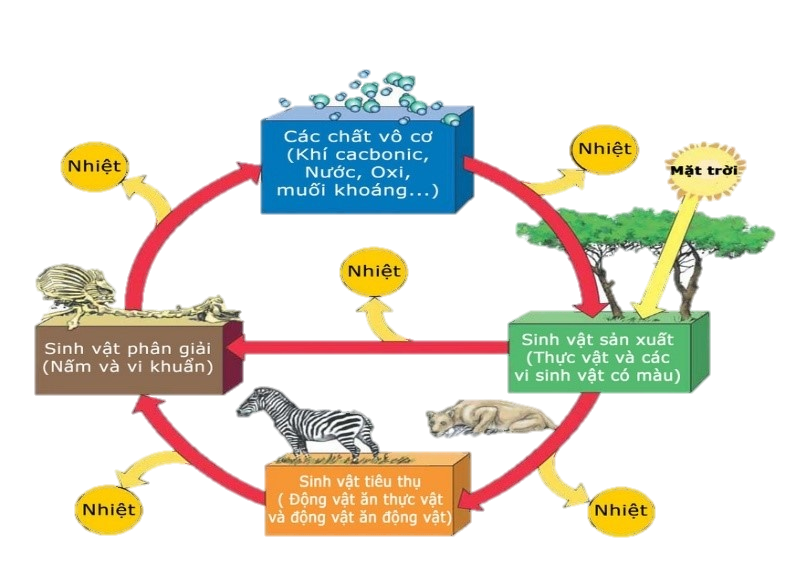 Các chất vô cơ
(Khí cacbonic,
Nước, Oxi,
muối khoáng...)
Nhiệt
Nhiệt
Mặt trời
Nhiệt
Sinh vật phân giải
(Nấm và vi khuẩn)
Sinh vật sản xuất
(Thực vật và các
vi sinh vật có màu)
Sinh vật tiêu thụ
( Động vật ăn thực vật
và động vật ăn động vật)
Nhiệt
Nhiệt